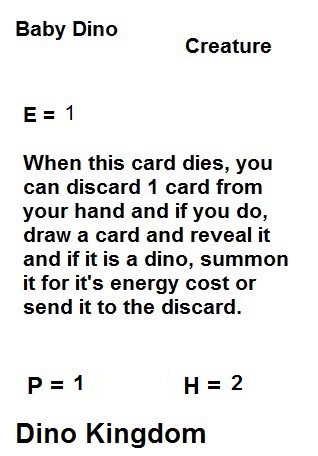 Baby Dino
Creature
E = 1
When this card dies, you
can discard 1 card from
your hand and if you do,
draw a card and reveal it
and if it is a dino, summon
it for it's energy cost or
send it to the discard.
P = 1 H = 2
Dino Kingdom